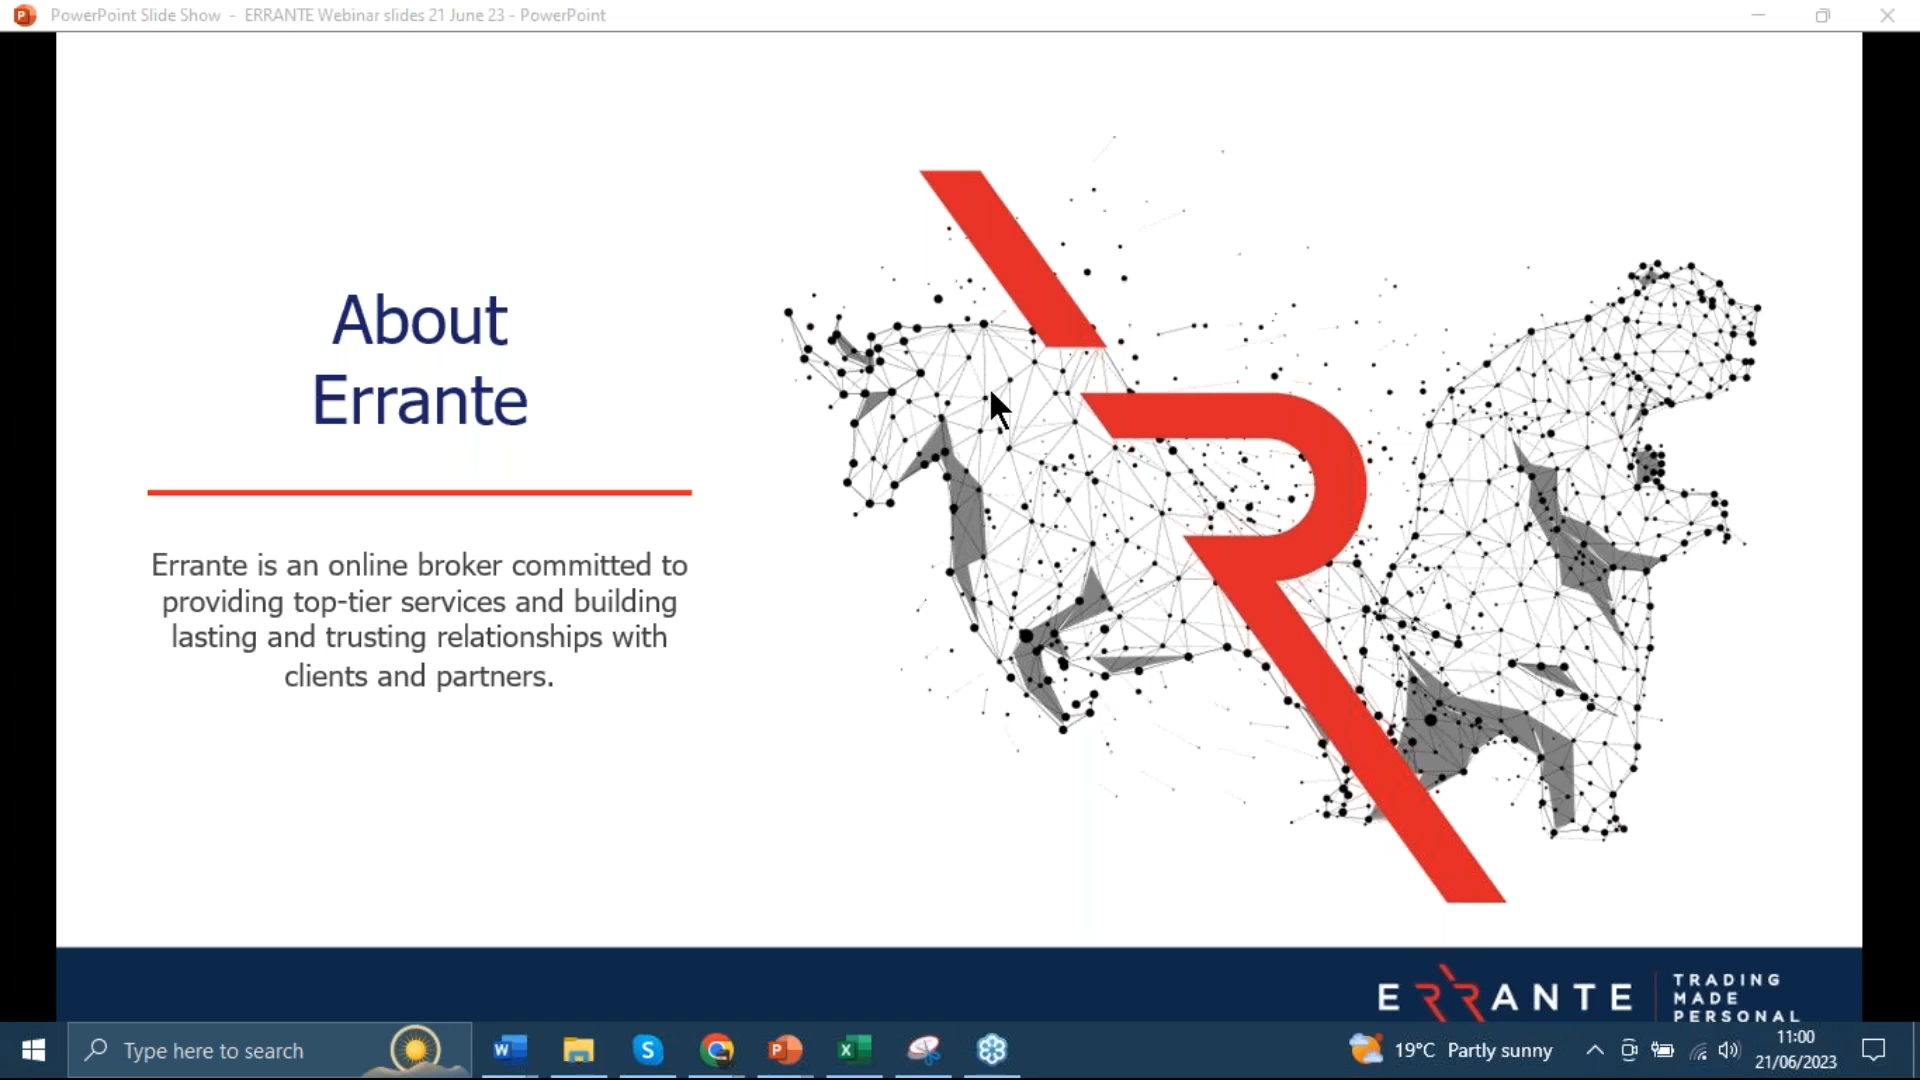 PowerPoint Slide Show - ERRANTE Webinar slides 21 June 23 - PowerPoint
About
Errante
Errante is an online broker committed to
providing top-tier services and building
lasting and trusting relationships with
clients and partners.
ERRANTE
TRADING
MADE
PERSONAL
Type here to search
19°C Partly sunny
11:00
21/06/2023